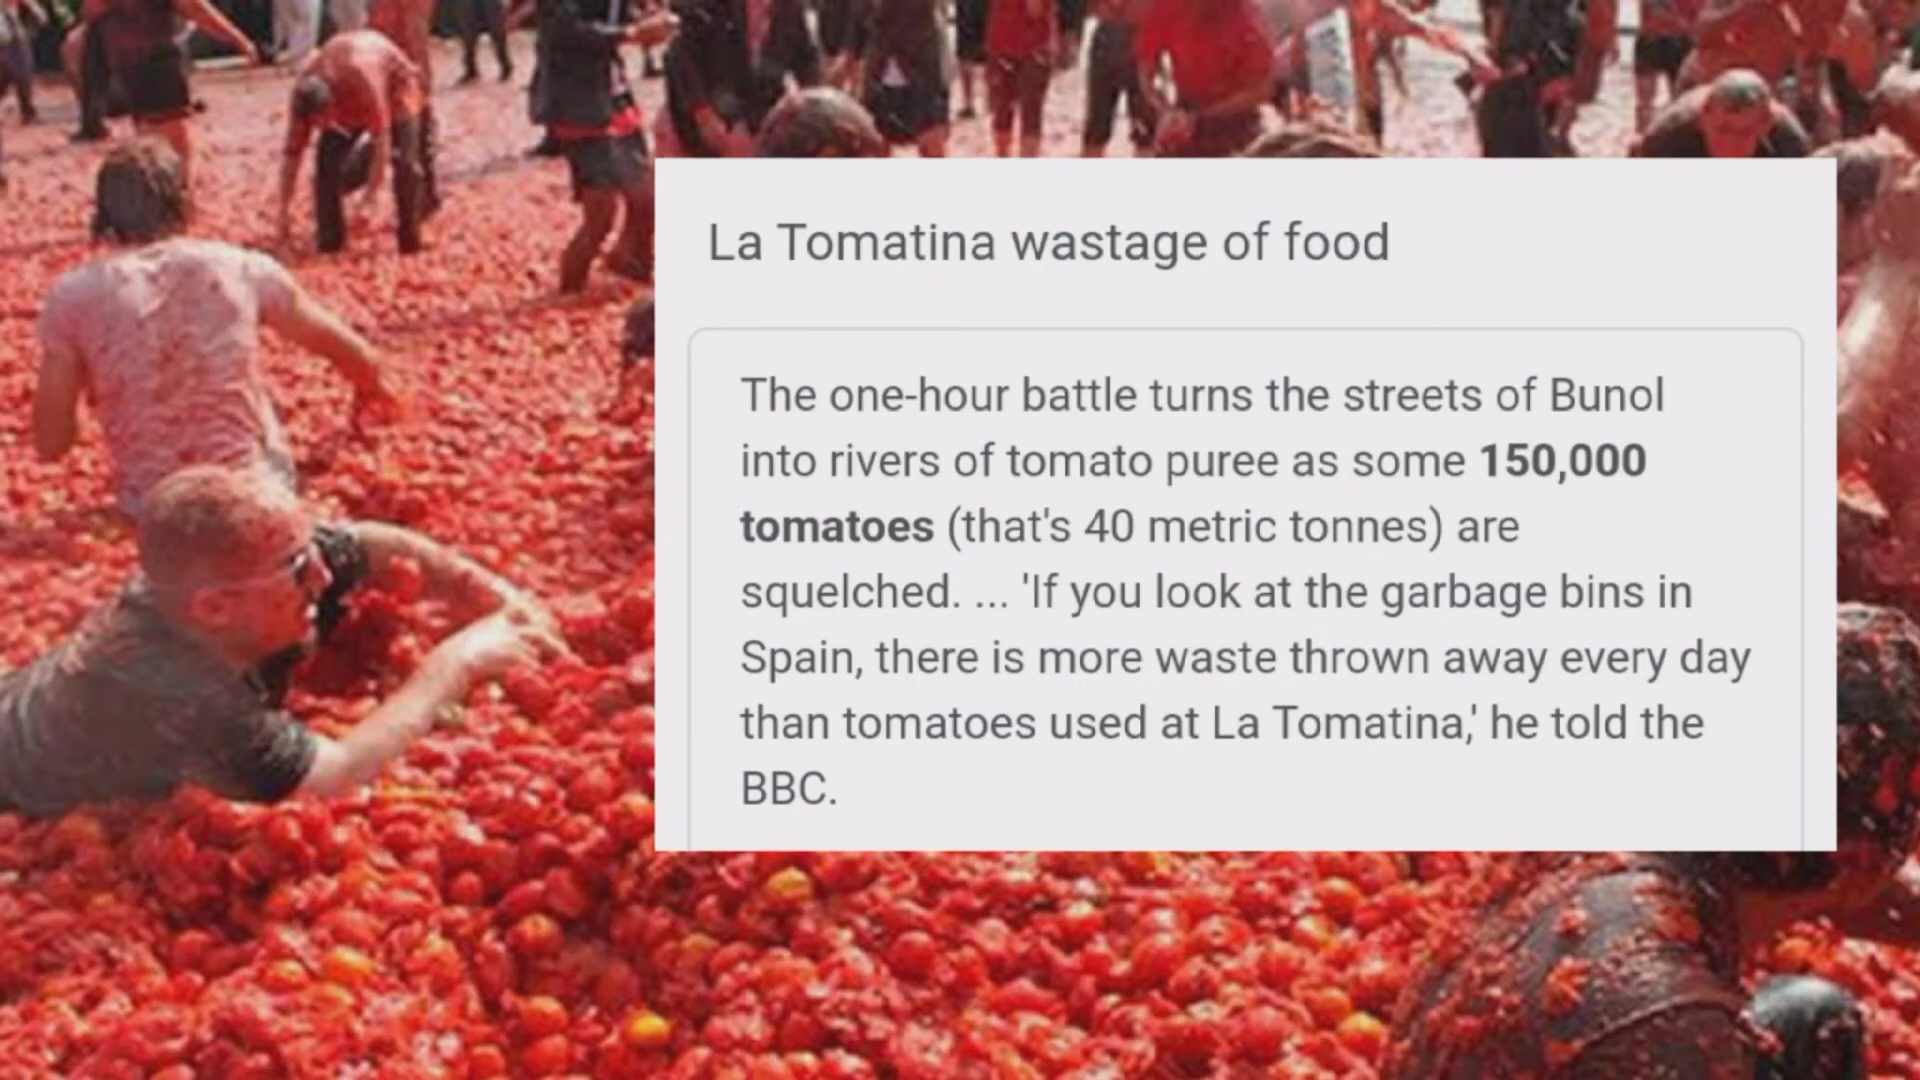 La Tomatina wastage of food
The one-hour battle turns the streets of Bunol
into rivers of tomato puree as some 150,000
tomatoes (that's 40 metric tonnes) are
squelched. ... 'If you look at the garbage bins in
Spain, there is more waste thrown away every day
than tomatoes used at La Tomatina,' he told the
BBC.